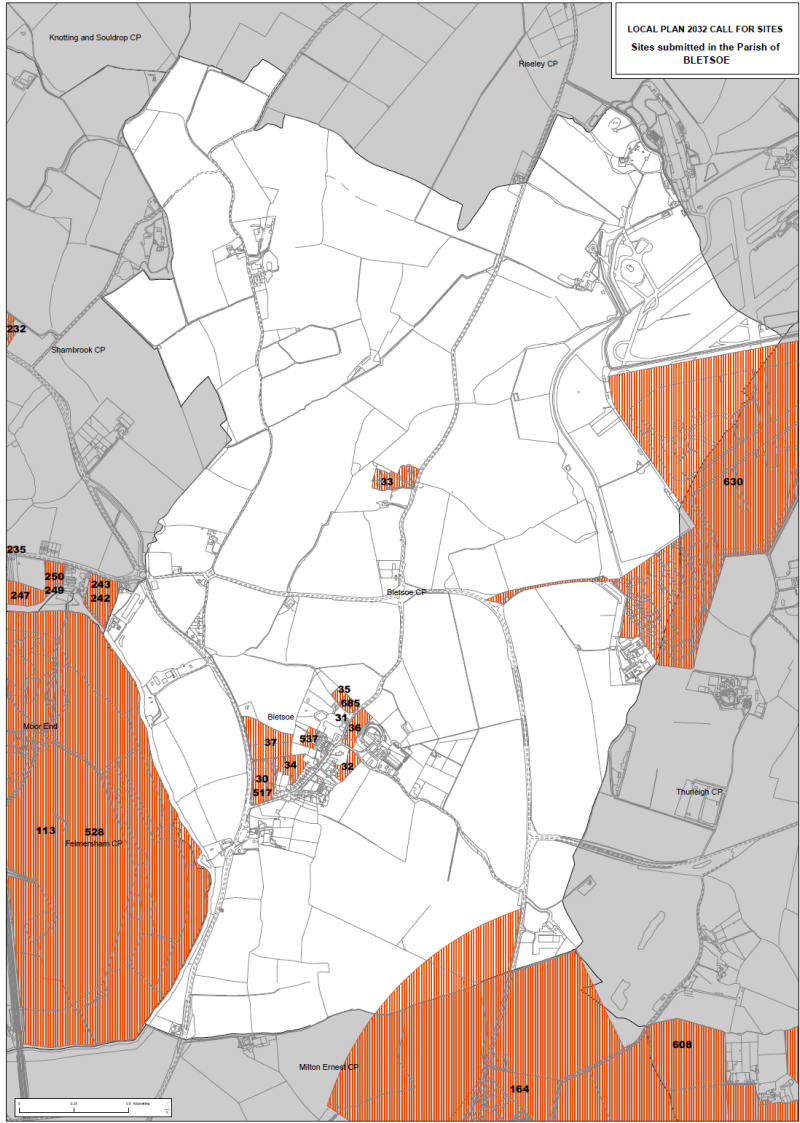 LOCAL PLAN 2032 CALL FOR SITES
Sites submitted in the Parish of
BLETSOE
Knotting and Souldrop CP
Riseley CP
232
Sharnbrook CP
33
630
235
250
249
243
242
247
Bletsoe CP
35
685
31
36
Bletsoe
Moor End
37
537
34
32
30
517
Thurleigh CP
113
528
Felmersham CP
608
Milton Ernest CP
164